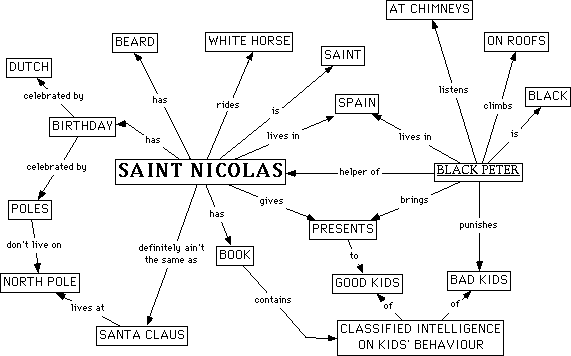 AT CHIMNEYS
BEARD
WHITE HORSE
ON ROOFS
SAINT
DUTCH
celebrated by
has
rides
is
SPAIN
listens
climbs
BLACK
BIRTHDAY
has
lives in
lives in
is
celebrated by
SAINT NICOLAS
helper of
BLACK PETER
POLES
has
gives
brings
don't live on
definitely ain't
the same as
BOOK
PRESENTS
punishes
to
NORTH POLE
GOOD KIDS
BAD KIDS
lives at
contains
of
of
SANTA CLAUS
CLASSIFIED INTELLIGENCE
ON KIDS' BEHAVIOUR